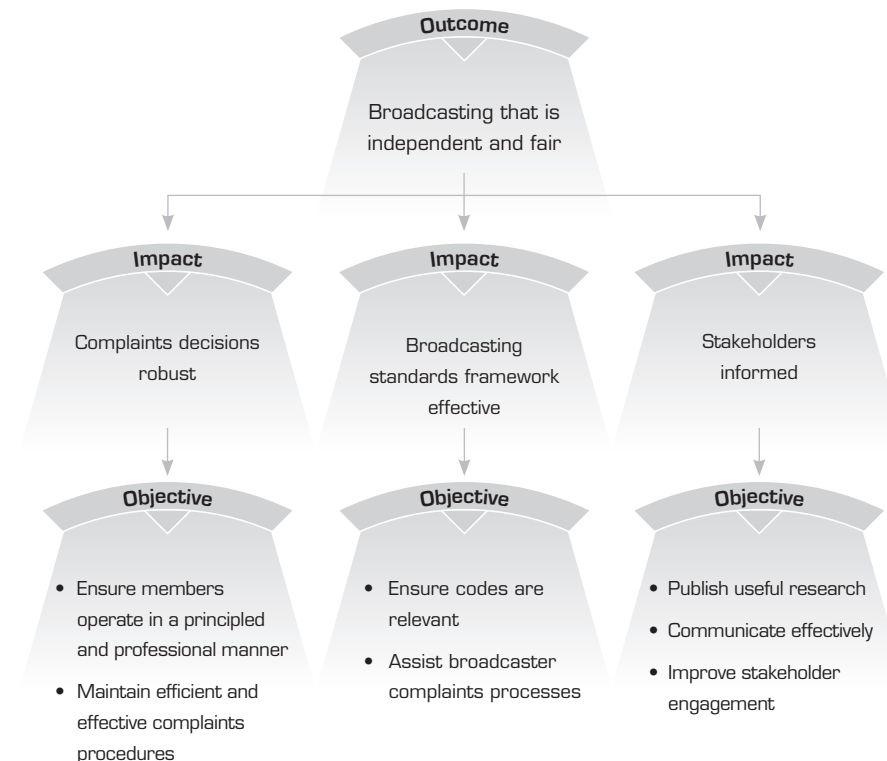 Outcome
Broadcasting that is
independent and fair
Impact
Complaints decisions
robust
Impact
Broadcasting
standards framework
effective
Impact
Stakeholders
informed
Objective
• Ensure members
operate in a principled
and professional manner
• Maintain efficient and
effective complaints
procedures
Objective
• Ensure codes are
relevant
• Assist broadcaster
complaints processes
Objective
• Publish useful research
• Communicate effectively
• Improve stakeholder
engagement